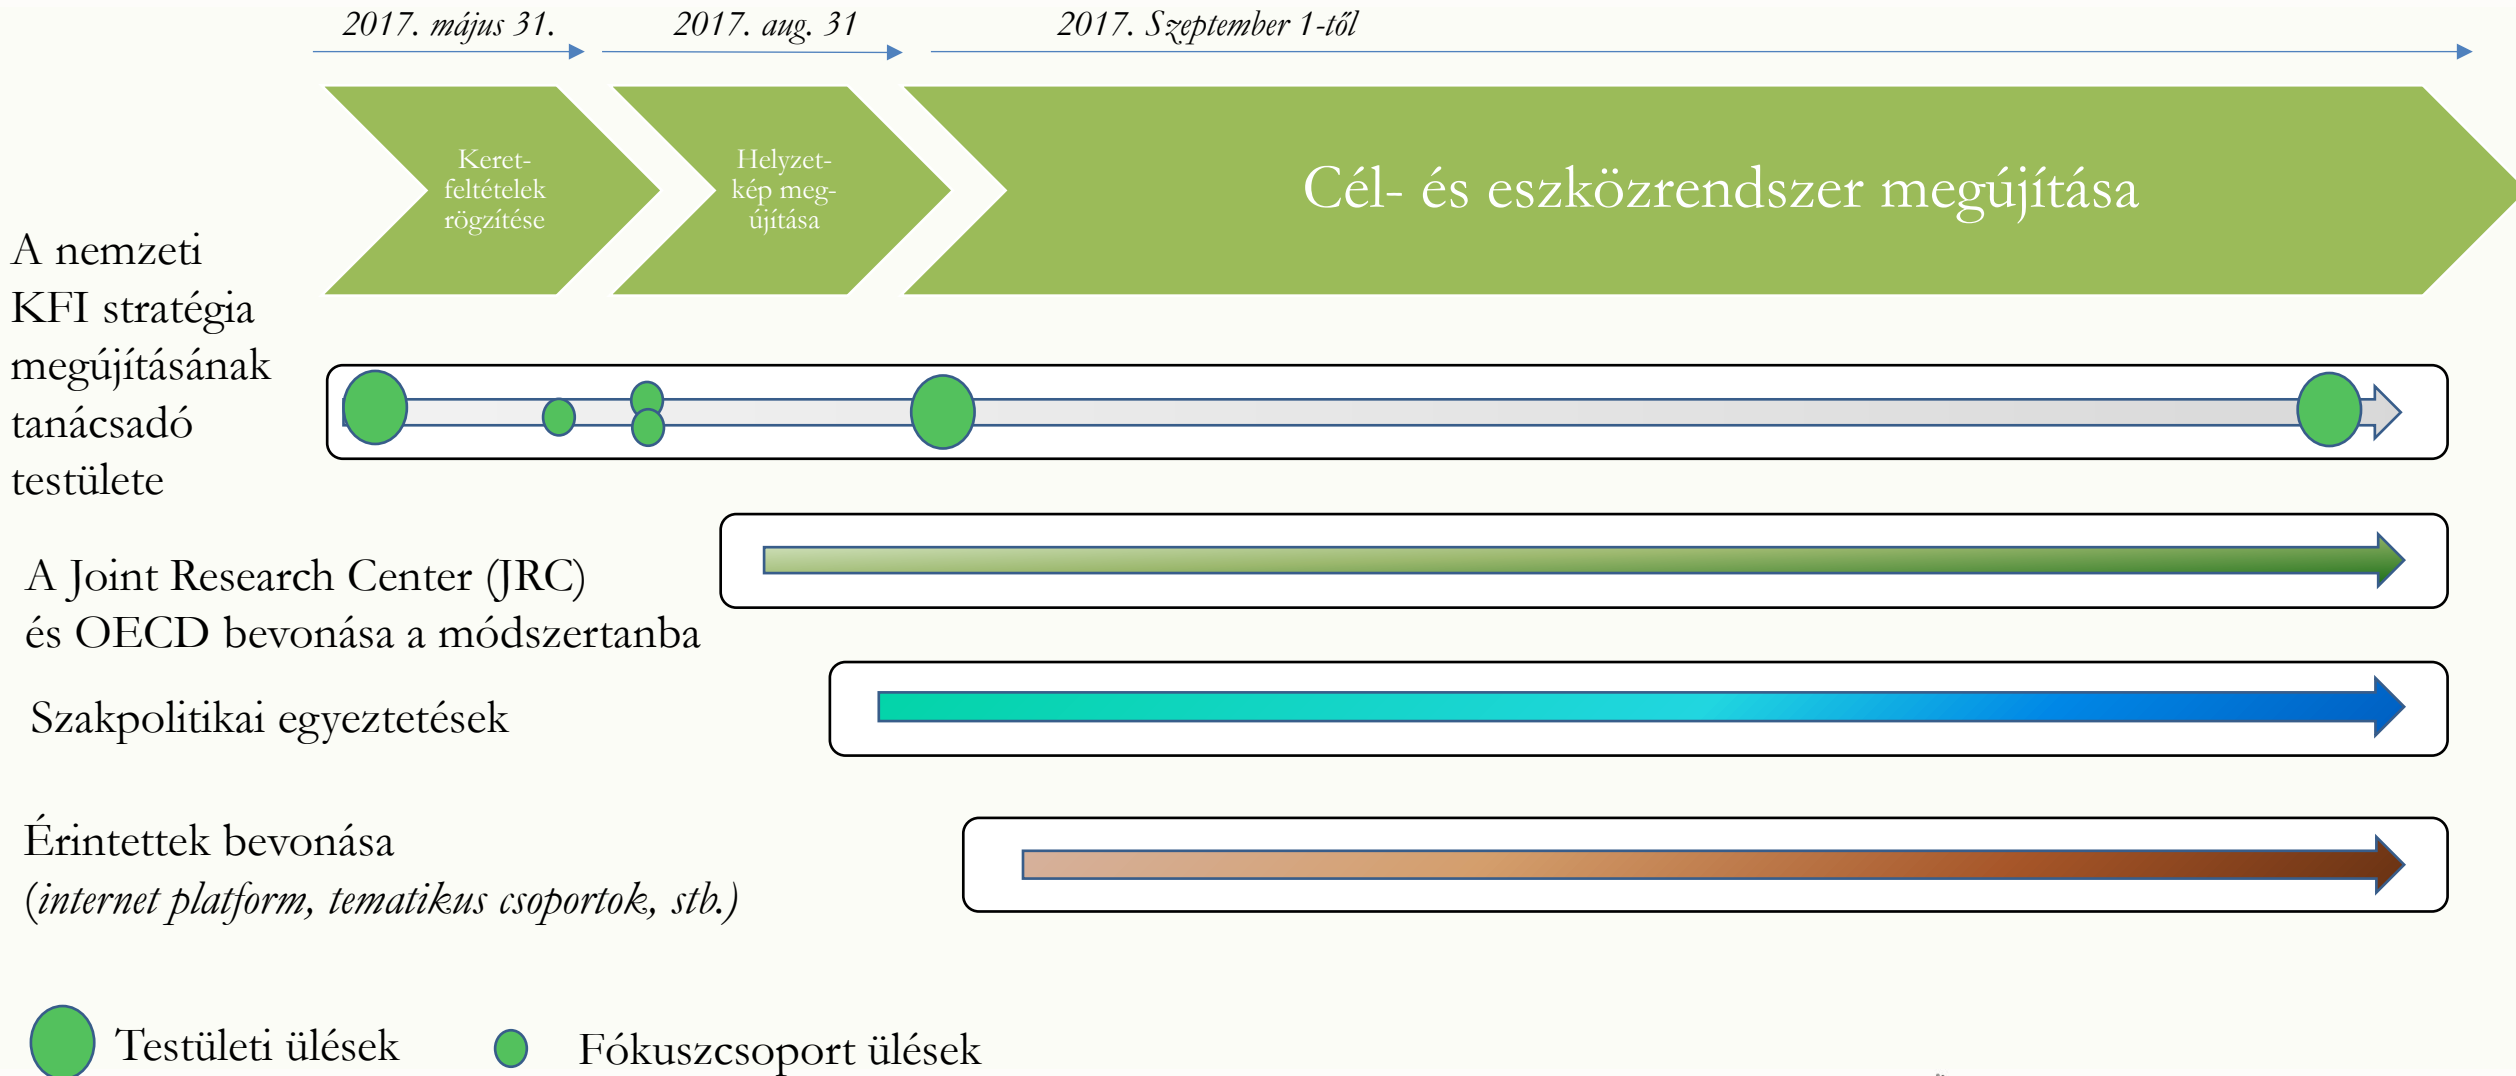 2017. május 31.
2017. aug. 31
2017. Szeptember 1-től
Keret-
feltételek
rögzítése
Helyzet-
kép meg-
újítása
Cél- és eszközrendszer megújítása
A nemzeti
KFI stratégia
megújításának
tanácsadó
testülete
A Joint Research Center (JRC)
és OECD bevonása a módszertanba
Szakpolitikai egyeztetések
Érintettek bevonása
(internet platform, tematikus csoportok, stb.)
Testületi ülések
Fókuszcsoport ülések